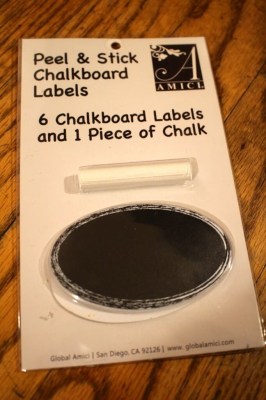 Peel & Stick
Chalkboard
Labels
A
AMICI
6 Chalkboard Labels
and 1 Piece of Chalk
Global Amici | San Diego, CA 92126 | www.globalamici.com